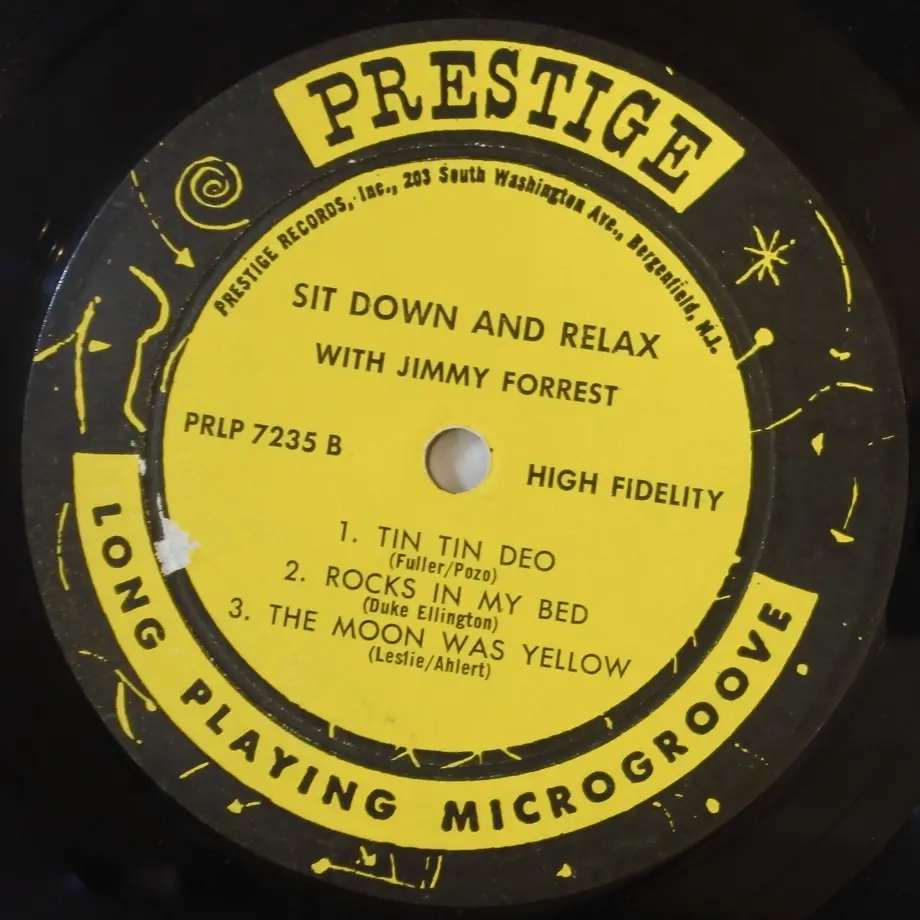 PRESTIGE
PRESTIGE RECORDS, Inc., 203 South Washington Ave., Bergenfield, N.J.
SIT DOWN AND RELAX
WITH JIMMY FORREST
PRLP 7235 B
HIGH FIDELITY
1. TIN TIN DEO
(Fuller/Pozo)
2. ROCKS IN MY BED
(Duke Ellington)
3. THE MOON WAS YELLOW
(Leslie/Ahlert)
LONG PLAYING MICROGROOVE